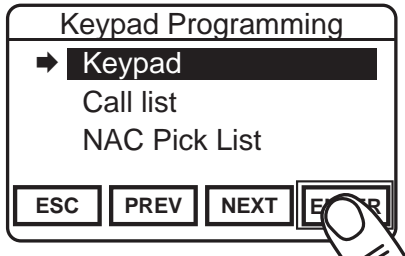 Keypad Programming
Keypad
Call list
NAC Pick List
ESC PREV NEXT